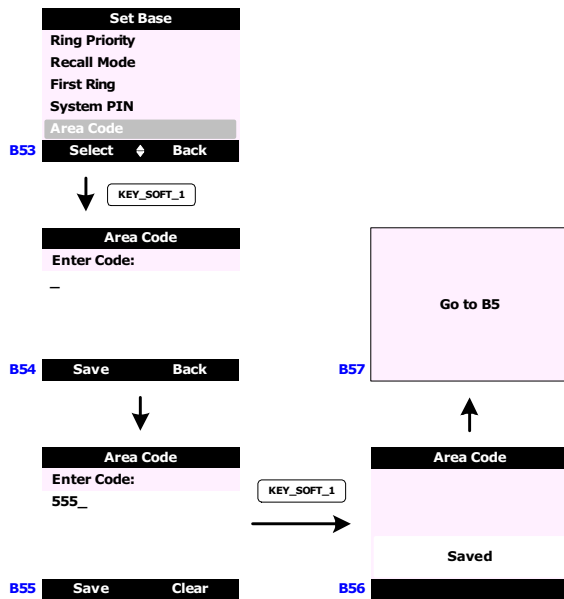 Set Base
Ring Priority
Recall Mode
First Ring
System PIN
Area Code
B53 Select Back
KEY_SOFT_1
Area Code
Enter Code:
_
B54 Save Back
Area Code
Enter Code:
555_
B55 Save Clear
KEY_SOFT_1
Area Code
Saved
B56
Go to B5
B57